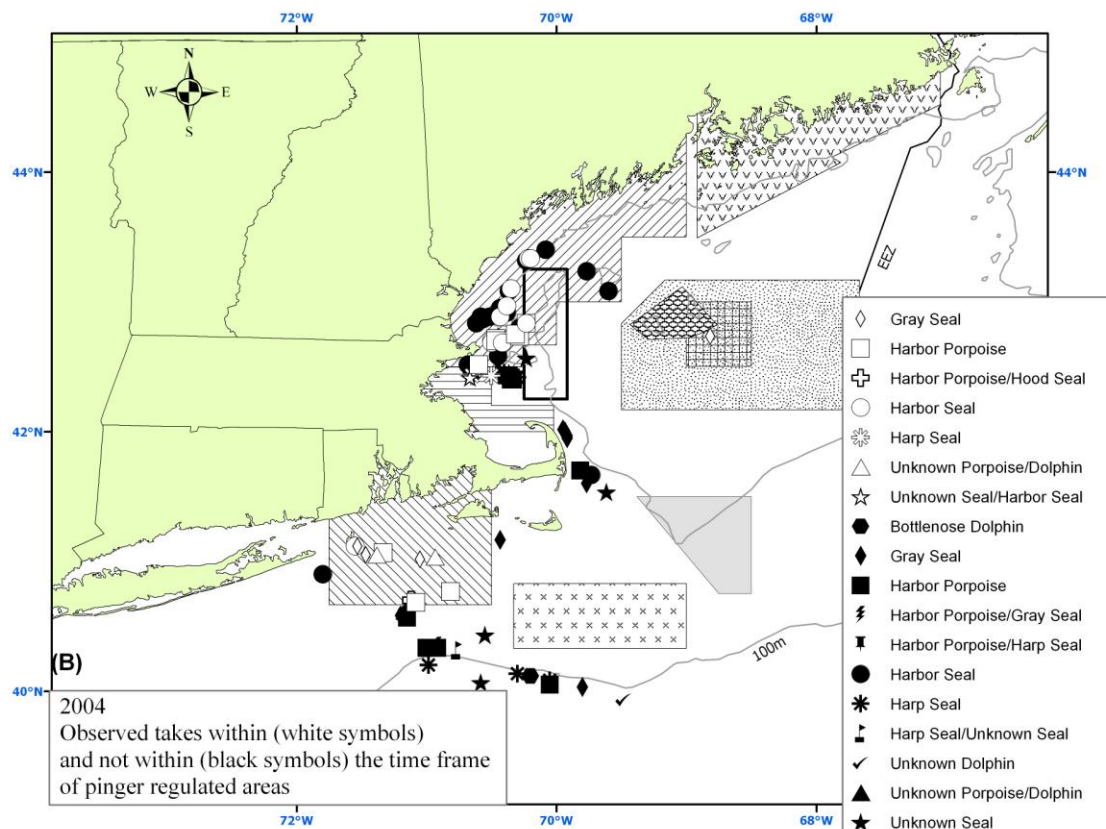 72°W 70°W 68°W
N
W E
S
44°N 44°N
EEZ
42°N
100m
(B)
40°N 40°N
2004
Observed takes within (white symbols)
and not within (black symbols) the time frame
of pinger regulated areas
Gray Seal
Harbor Porpoise
Harbor Porpoise/Hood Seal
Harbor Seal
Harp Seal
Unknown Porpoise/Dolphin
Unknown Seal/Harbor Seal
Bottlenose Dolphin
Gray Seal
Harbor Porpoise
Harbor Porpoise/Gray Seal
Harbor Porpoise/Harp Seal
Harbor Seal
Harp Seal
Harp Seal/Unknown Seal
Unknown Dolphin
Unknown Porpoise/Dolphin
Unknown Seal
72°W 70°W 68°W